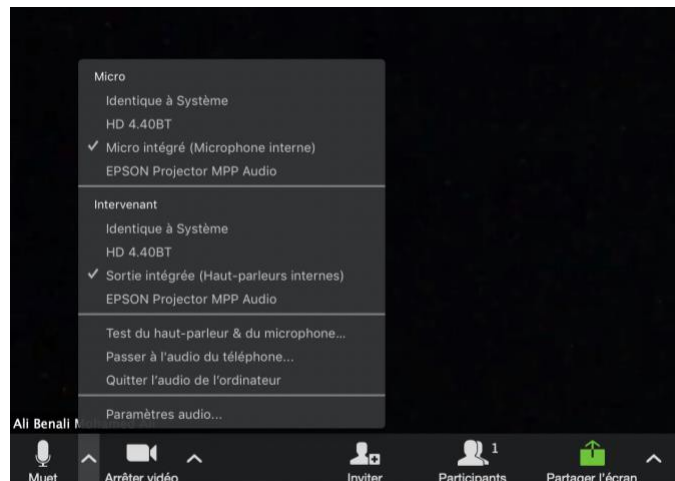 Micro
Identique à Système
HD 4.40BT
✓ Micro intégré (Microphone interne)
EPSON Projector MPP Audio
Intervenant
Identique à Système
HD 4.40BT
✓ Sortie intégrée (Haut-parleurs internes)
EPSON Projector MPP Audio
Test du haut-parleur & du microphone...
Passer à l'audio du téléphone...
Quitter l'audio de l'ordinateur
Paramètres audio...
Ali Benali
1
Muet Arrêter vidéo Inviter Participants Partager l'écran